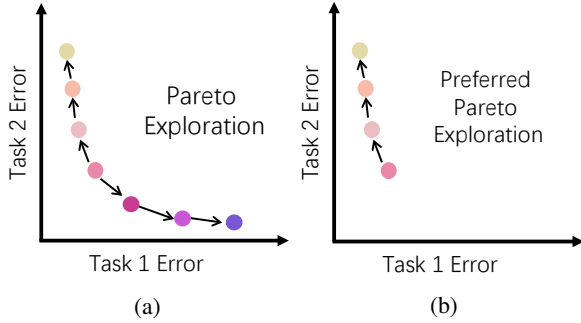 Task 2 Error
Pareto
Exploration
Task 1 Error
(a)
Task 2 Error
Preferred
Pareto
Exploration
Task 1 Error
(b)